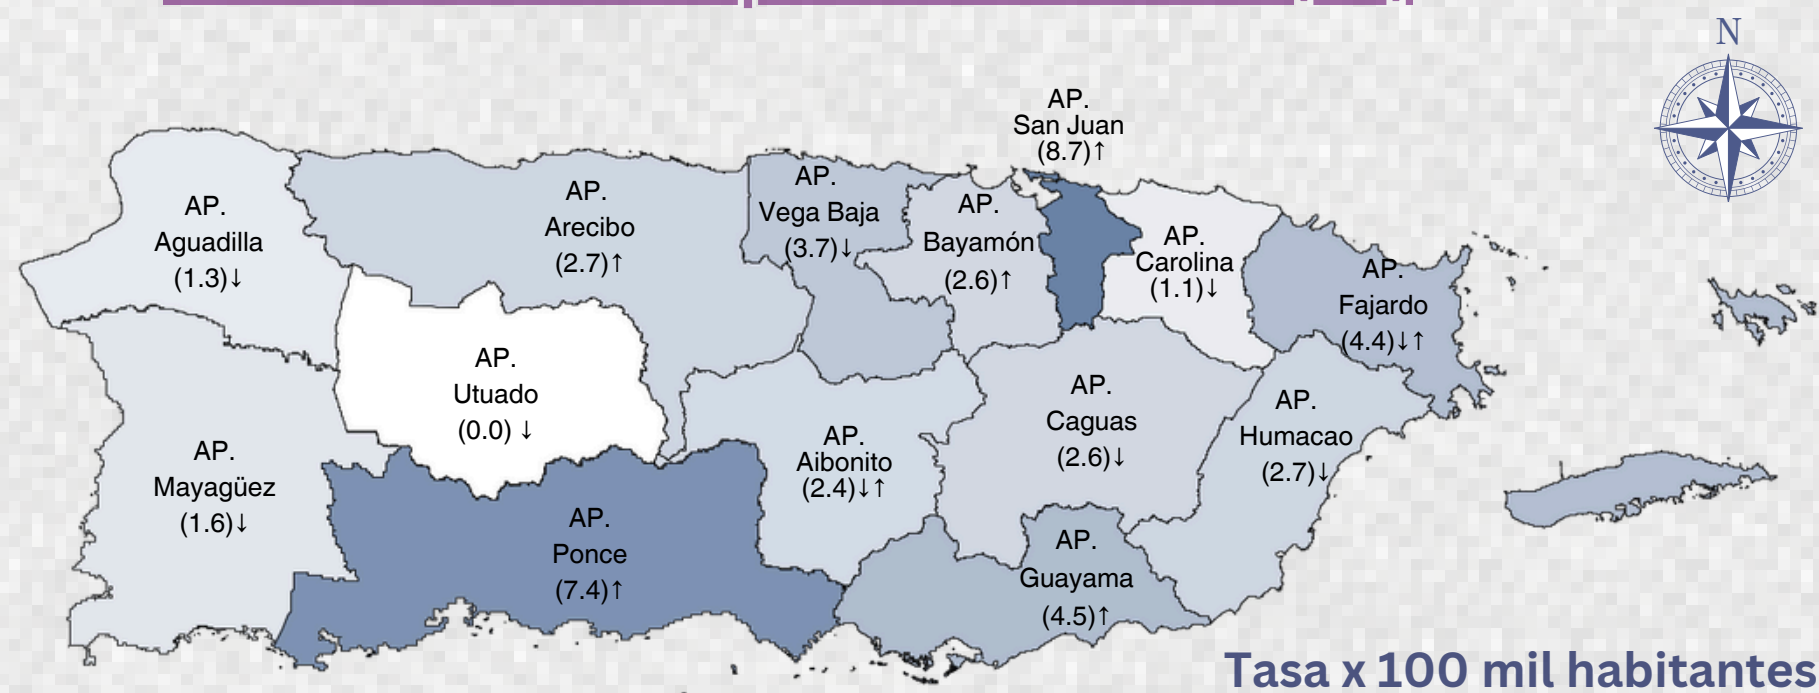 N
AP.
San Juan
(8.7)↑
AP.
Aguadilla
(1.3)↓
AP.
Arecibo
(2.7)↑
AP.
Vega Baja
(3.7)↓
AP.
Bayamón
(2.6)↑
AP.
Carolina
(1.1)↓
AP.
Fajardo
(4.4)↓↑
AP.
Utuado
(0.0) ↓
AP.
Mayagüez
(1.6)↓
AP.
Ponce
(7.4)↑
AP.
Aibonito
(2.4)↓↑
AP.
Caguas
(2.6)↓
AP.
Humacao
(2.7)↓
AP.
Guayama
(4.5)↑
Tasa x 100 mil habitantes